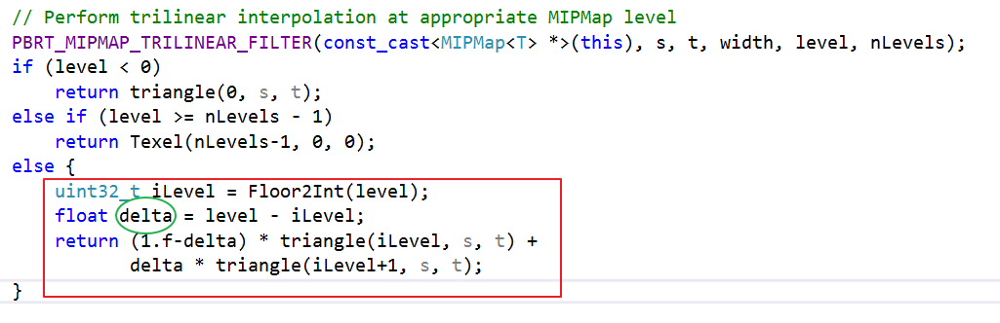 // Perform trilinear interpolation at appropriate MIPMap level
PBRT_MIPMAP_TRILINEAR_FILTER(const_cast<MIPMap<T> *>(this), s, t, width, level, nLevels);
if (level < 0)
    return triangle(0, s, t);
else if (level >= nLevels - 1)
    return Texel(nLevels-1, 0, 0);
else {
    uint32_t iLevel = Floor2Int(level);
    float delta = level - iLevel;
    return (1.f-delta) * triangle(iLevel, s, t) +
           delta * triangle(iLevel+1, s, t);
}